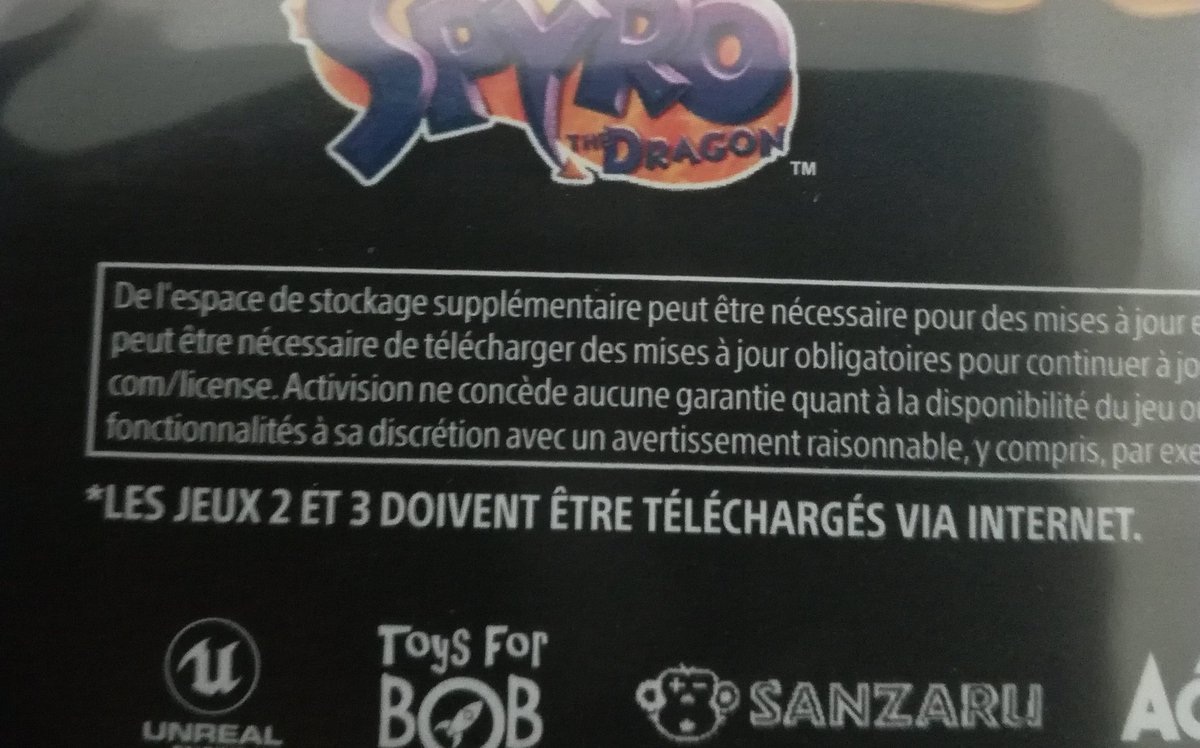 SPYRO
THE DRAGON TM
De l'espace de stockage supplémentaire peut être nécessaire pour des mises à jour
peut être nécessaire de télécharger des mises à jour obligatoires pour continuer à
com/license. Activision ne concède aucune garantie quant à la disponibilité du jeu
fonctionnalités à sa discrétion avec un avertissement raisonnable, y compris, par
*LES JEUX 2 ET 3 DOIVENT ÊTRE TÉLÉCHARGÉS VIA INTERNET.
UNREAL
TOYS FOR
BOB
SANZARU